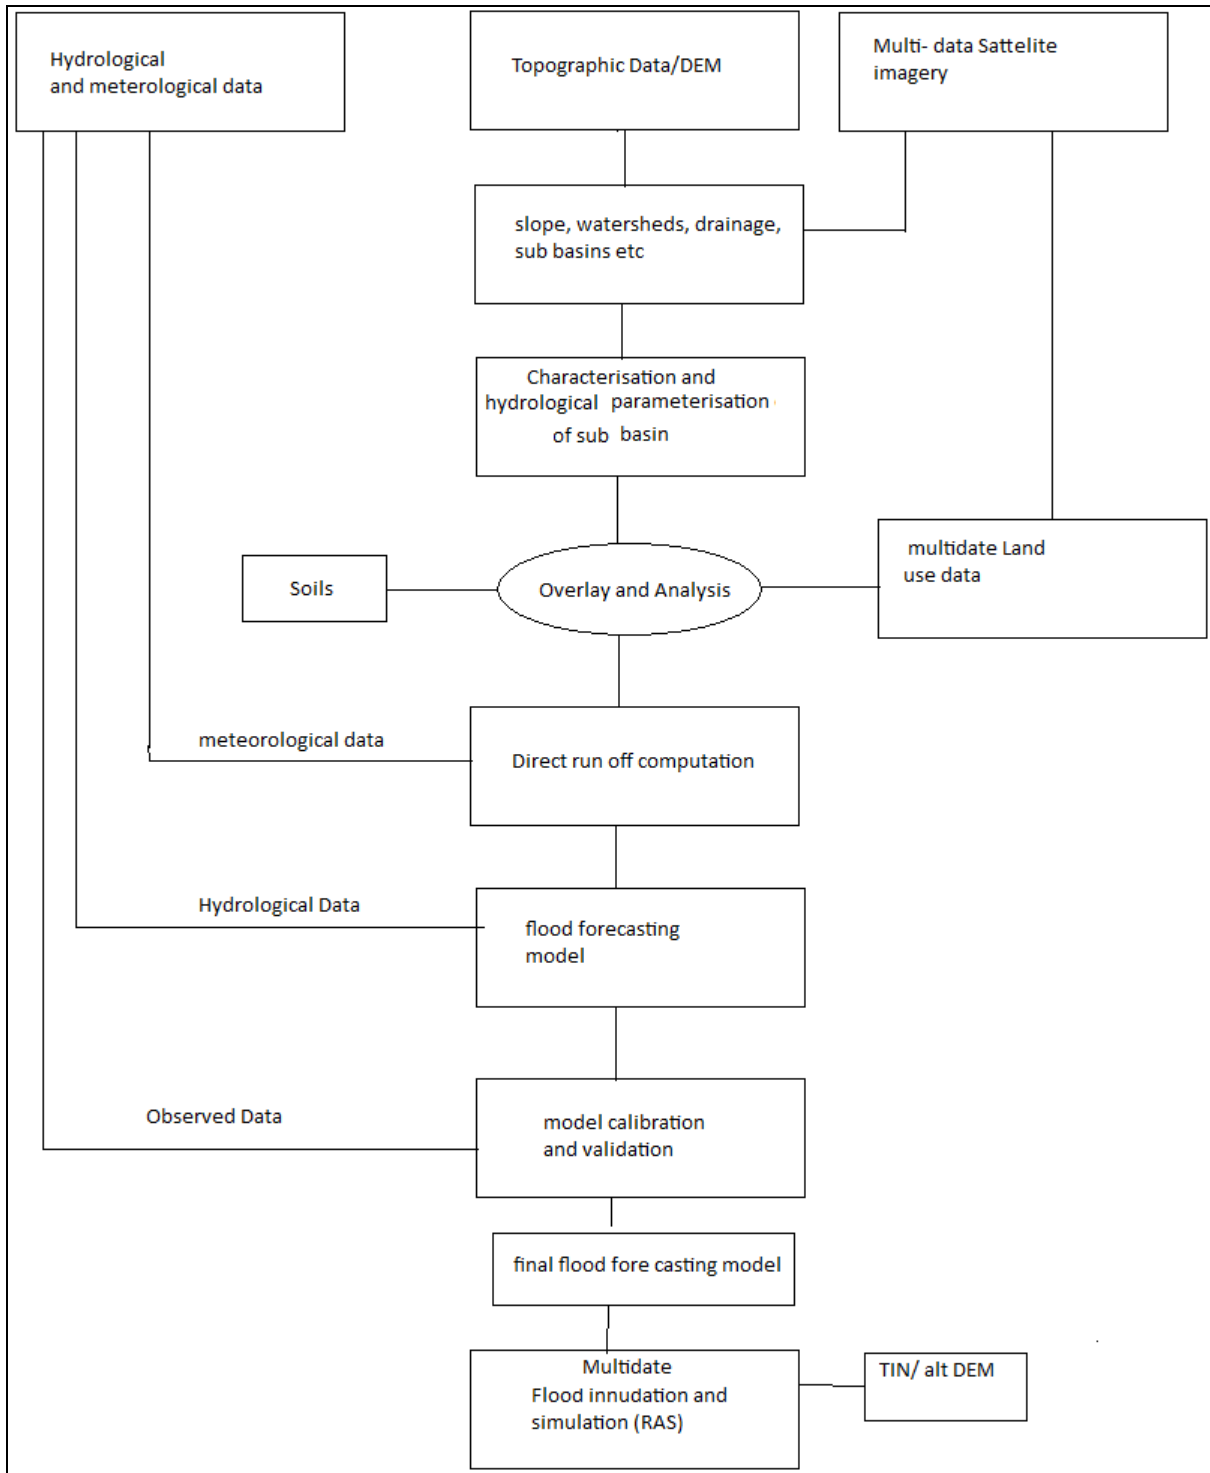 Hydrological
and meterological data
Topographic Data/DEM
Multi- data Sattelite
imagery
slope, watersheds, drainage,
sub basins etc
Characterisation and
hydrological parameterisation
of sub basin
Soils
Overlay and Analysis
multidate Land
use data
meteorological data
Direct run off computation
Hydrological Data
flood forecasting
model
Observed Data
model calibration
and validation
final flood fore casting model
Multidate
Flood innudation and
simulation (RAS)
TIN/ alt DEM